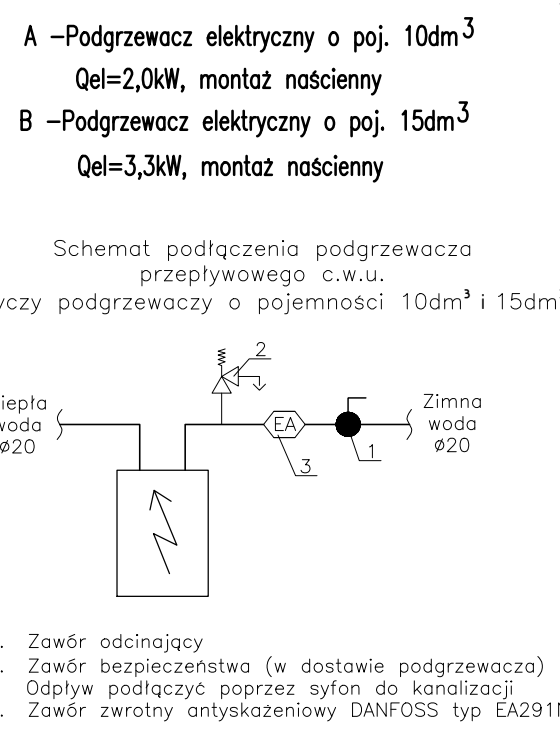 A –Podgrzewacz elektryczny o poj. 10dm³
Qel=2,0kW, montaż naścienny
B –Podgrzewacz elektryczny o poj. 15dm³
Qel=3,3kW, montaż naścienny
Schemat podłączenia podgrzewacza
przepływowego c.w.u.
podgrzewaczy o pojemności 10dm³ i 15dm
2
Zimna
woda woda
ø20 ø20
EA
1
3
. Zawór odcinający
. Zawór bezpieczeństwa (w dostawie podgrzewacza)
Odpływ podłączyć poprzez syfon do kanalizacji
. Zawór zwrotny antyskażeniowy DANFOSS typ